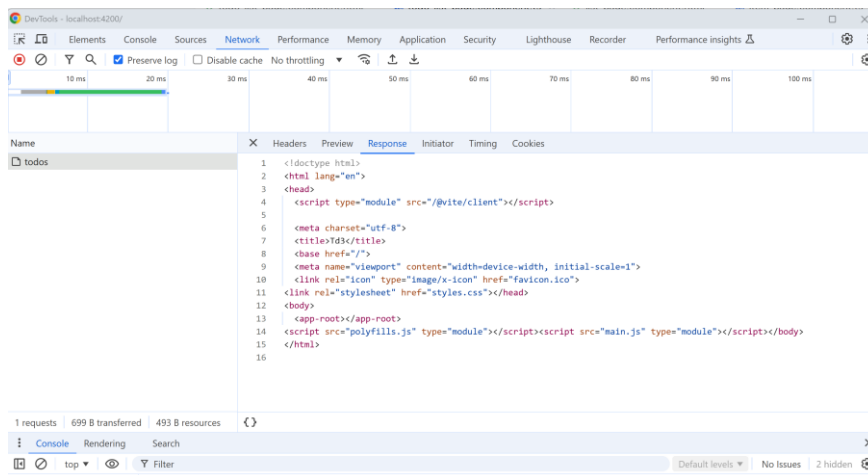 DevTools - localhost:4200/
Elements Console Sources Network Performance Memory Application Security Lighthouse Recorder Performance insights
Preserve log Disable cache No throttling
10 ms 20 ms 30 ms 40 ms 50 ms 60 ms 70 ms 80 ms 90 ms 100 ms
Name
todos
Headers Preview Response Initiator Timing Cookies
1 <!doctype html>
2 <html lang="en">
3 <head>
4 <script type="module" src="/@vite/client"></script>
5
6 <meta charset="utf-8">
7 <title>Td3</title>
8 <base href="/">
9 <meta name="viewport" content="width=device-width, initial-scale=1">
10 <link rel="icon" type="image/x-icon" href="favicon.ico">
11 <link rel="stylesheet" href="styles.css"></head>
12 <body>
13 <app-root></app-root>
14 <script src="polyfills.js" type="module"></script><script src="main.js" type="module"></script></body>
15 </html>
16
1 requests 699 B transferred 493 B resources {}
Console Rendering Search
top Filter Default levels No Issues 2 hidden